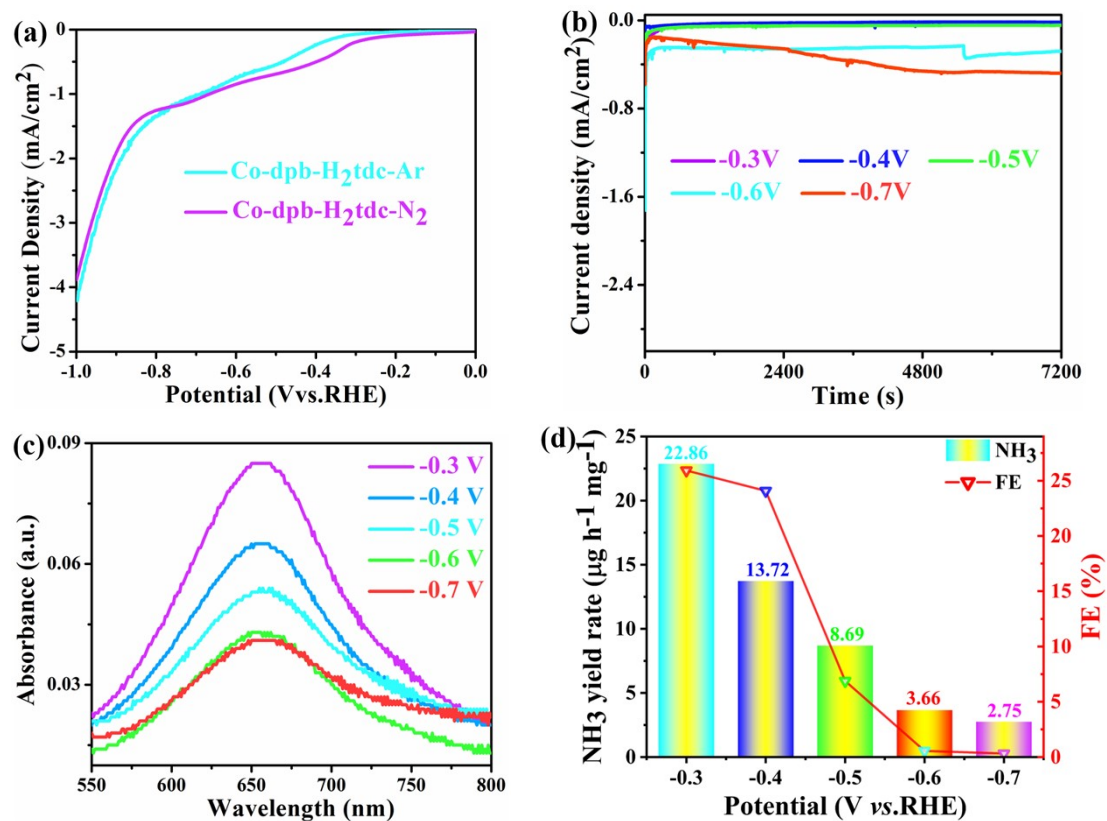 (a)
0
-1
-2
-3
-4
-5
Current Density (mA/cm²)
Co-dpb-H2tdc-Ar
Co-dpb-H2tdc-N2
-1.0 -0.8 -0.6 -0.4 -0.2 0.0
Potential (Vvs.RHE)
(b)
0.0
-0.8
-1.6
-2.4
Current density (mA/cm²)
-0.3V -0.4V -0.5V
-0.6V -0.7V
0 2400 4800 7200
Time (s)
(c)
0.09
0.06
0.03
Absorbance (a.u.)
-0.3 V
-0.4 V
-0.5 V
-0.6 V
-0.7 V
550 600 650 700 750 800
Wavelength (nm)
(d)
25
20
15
10
5
0
NH3 yield rate (µg h-1 mg-1)
22.86
13.72
8.69
3.66
2.75
NH3
FE
25
20
15
10
5
0
FE (%)
-0.3 -0.4 -0.5 -0.6 -0.7
Potential (V vs.RHE)